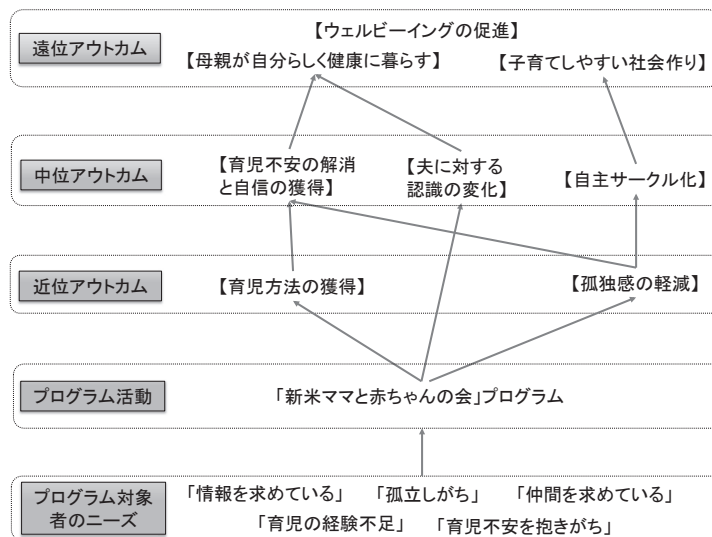 遠位アウトカム
【ウェルビーイングの促進】
【母親が自分らしく健康に暮らす】
【子育てしやすい社会作り】
中位アウトカム
【育児不安の解消
と自信の獲得】
【夫に対する
認識の変化】
【自主サークル化】
近位アウトカム
【育児方法の獲得】
【孤独感の軽減】
プログラム活動
「新米ママと赤ちゃんの会」プログラム
プログラム対象
者のニーズ
「情報を求めている」
「孤立しがち」
「仲間を求めている」
「育児の経験不足」
「育児不安を抱きがち」